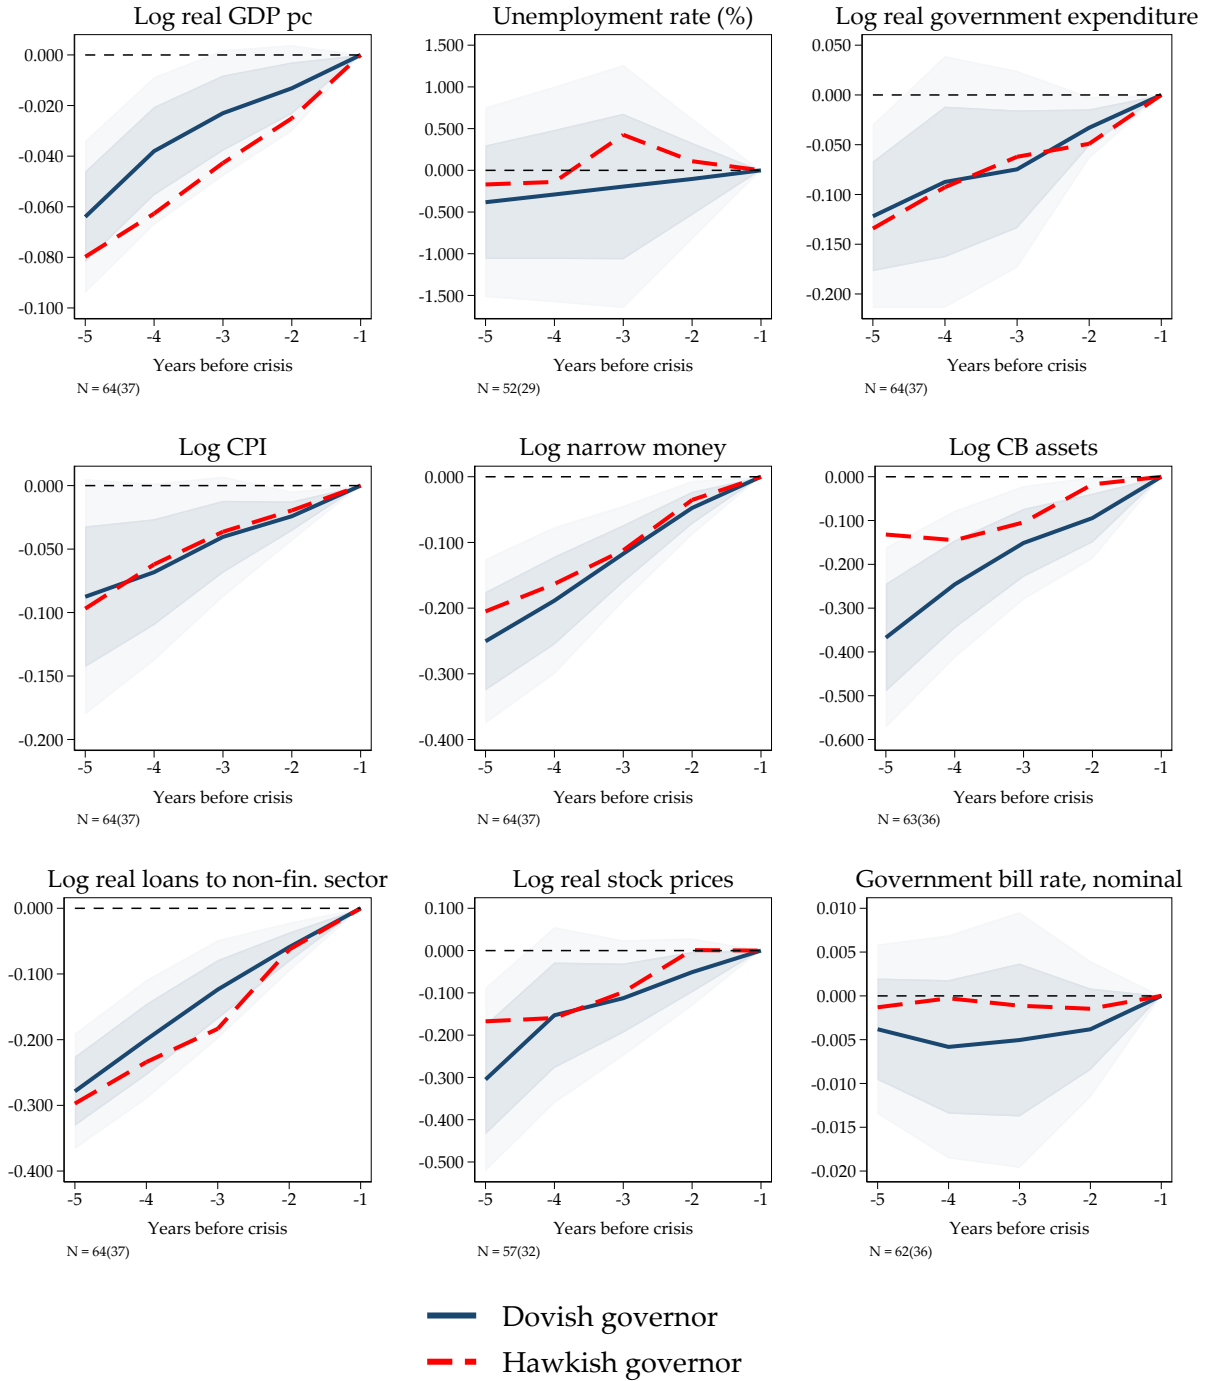 Log real GDP pc
0.000
-0.020
-0.040
-0.060
-0.080
-0.100
-5 -4 -3 -2 -1
Years before crisis
N = 64(37)
Unemployment rate (%)
1.500
1.000
0.500
0.000
-0.500
-1.000
-1.500
-5 -4 -3 -2 -1
Years before crisis
N = 52(29)
Log real government expenditure
0.050
0.000
-0.050
-0.100
-0.150
-0.200
-5 -4 -3 -2 -1
Years before crisis
N = 64(37)
Log CPI
0.000
-0.050
-0.100
-0.150
-0.200
-5 -4 -3 -2 -1
Years before crisis
N = 64(37)
Log narrow money
0.000
-0.100
-0.200
-0.300
-0.400
-5 -4 -3 -2 -1
Years before crisis
N = 64(37)
Log CB assets
0.000
-0.100
-0.200
-0.300
-0.400
-0.500
-0.600
-5 -4 -3 -2 -1
Years before crisis
N = 63(36)
Log real loans to non-fin. sector
0.000
-0.100
-0.200
-0.300
-0.400
-5 -4 -3 -2 -1
Years before crisis
N = 64(37)
Log real stock prices
0.100
0.000
-0.100
-0.200
-0.300
-0.400
-0.500
-5 -4 -3 -2 -1
Years before crisis
N = 57(32)
Government bill rate, nominal
0.010
0.005
0.000
-0.005
-0.010
-0.015
-0.020
-5 -4 -3 -2 -1
Years before crisis
N = 62(36)
Dovish governor
Hawkish governor